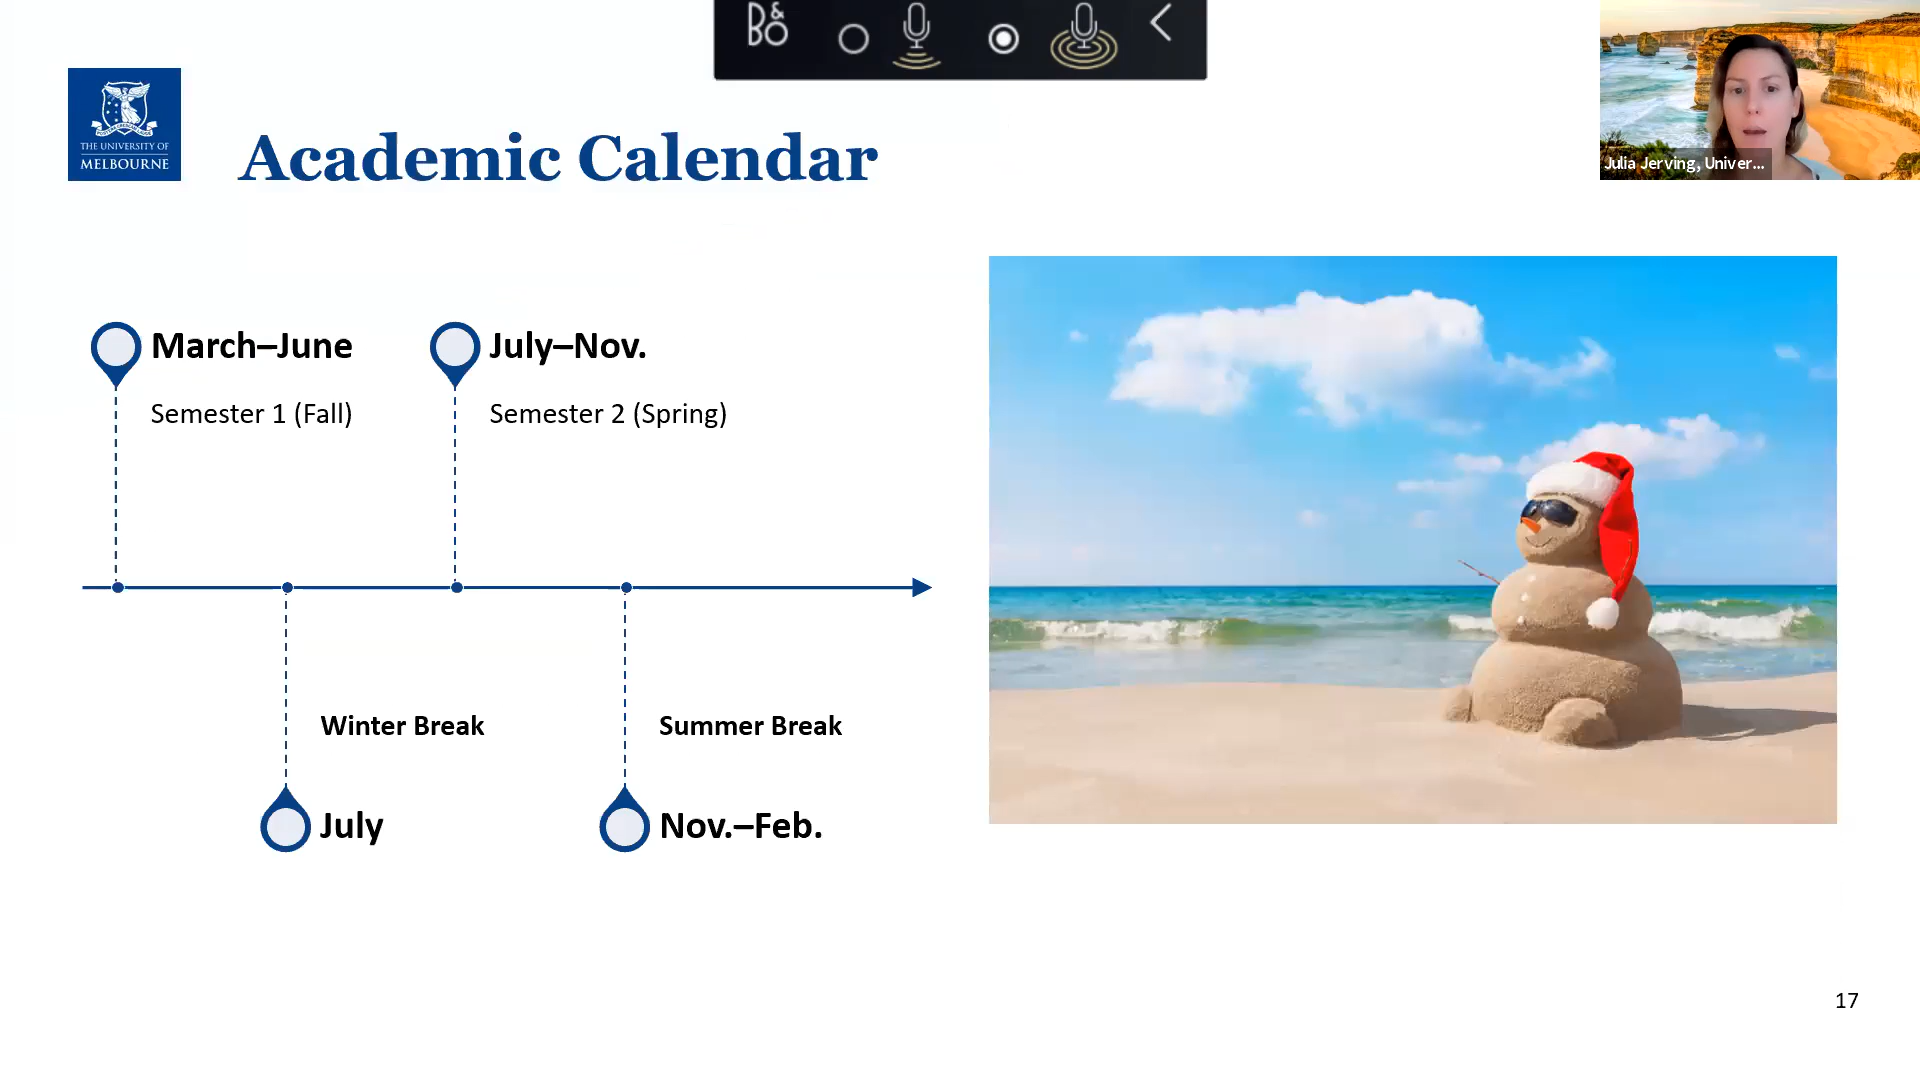 B&O
THE UNIVERSITY OF
MELBOURNE
Academic Calendar
Julia Jerving, Univer...
March–June
Semester 1 (Fall)
July–Nov.
Semester 2 (Spring)
Winter Break
July
Summer Break
Nov.–Feb.
17